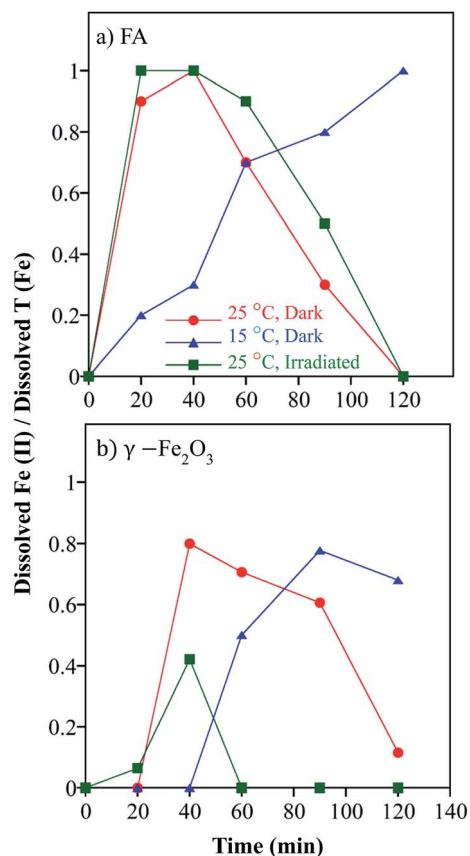 a) FA
1
0.8
0.6
0.4
0.2
0
25 °C, Dark
15 °C, Dark
25 °C, Irradiated
0 20 40 60 80 100 120
Dissolved Fe (II) / Dissolved T (Fe)
b) γ −Fe₂O₃
1
0.8
0.6
0.4
0.2
0
0 20 40 60 80 100 120 140
Time (min)